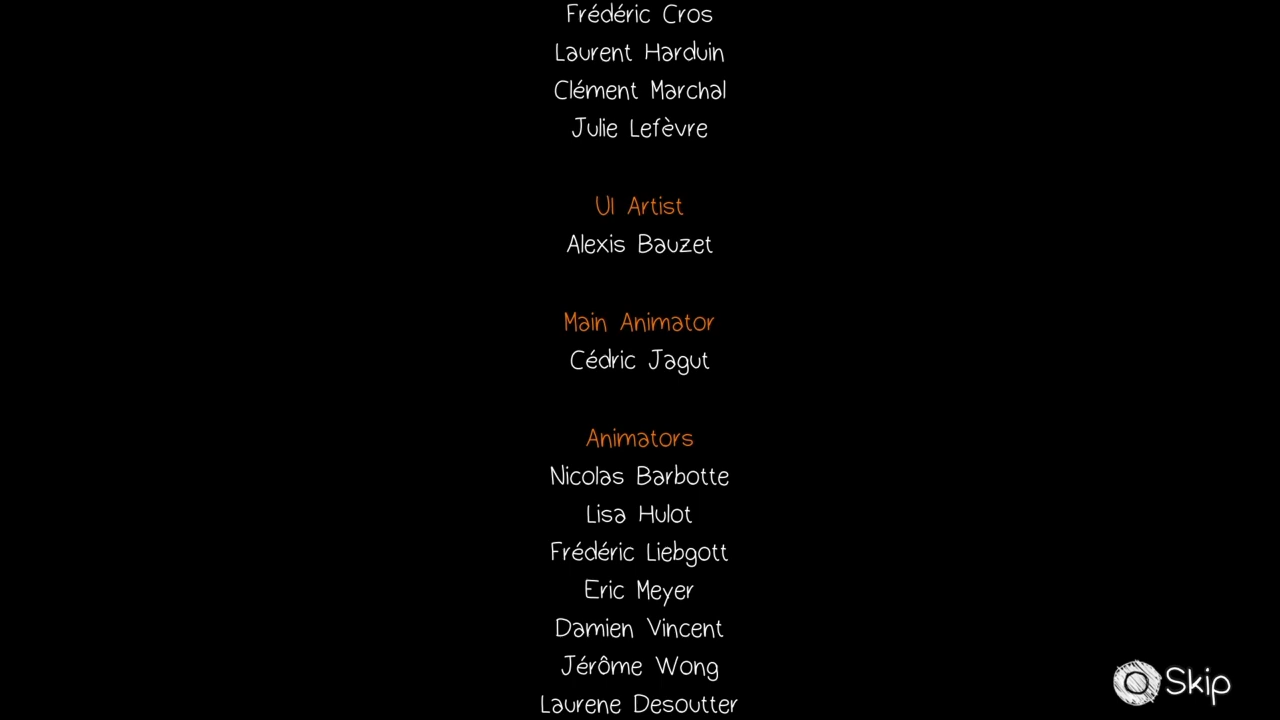 Frédéric Cros
Laurent Harduin
Clément Marchal
Julie Lefèvre
UI Artist
Alexis Bauzet
Main Animator
Cédric Jagut
Animators
Nicolas Barbotte
Lisa Hulot
Frédéric Liebgott
Eric Meyer
Damien Vincent
Jérôme Wong
Laurene Desoutter
Skip